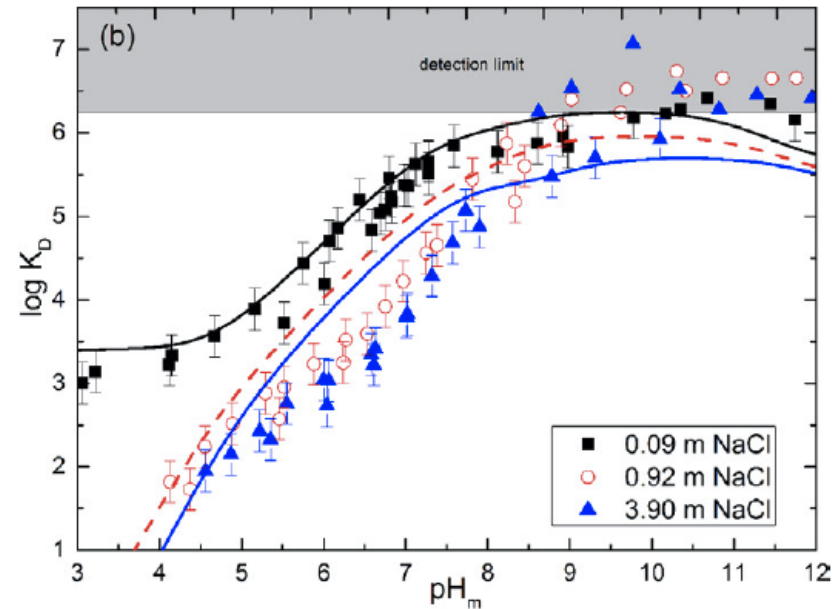 (b)
detection limit
7
6
5
4
3
2
1
log K_D
3 4 5 6 7 8 9 10 11 12
pH_m
0.09 m NaCl
0.92 m NaCl
3.90 m NaCl